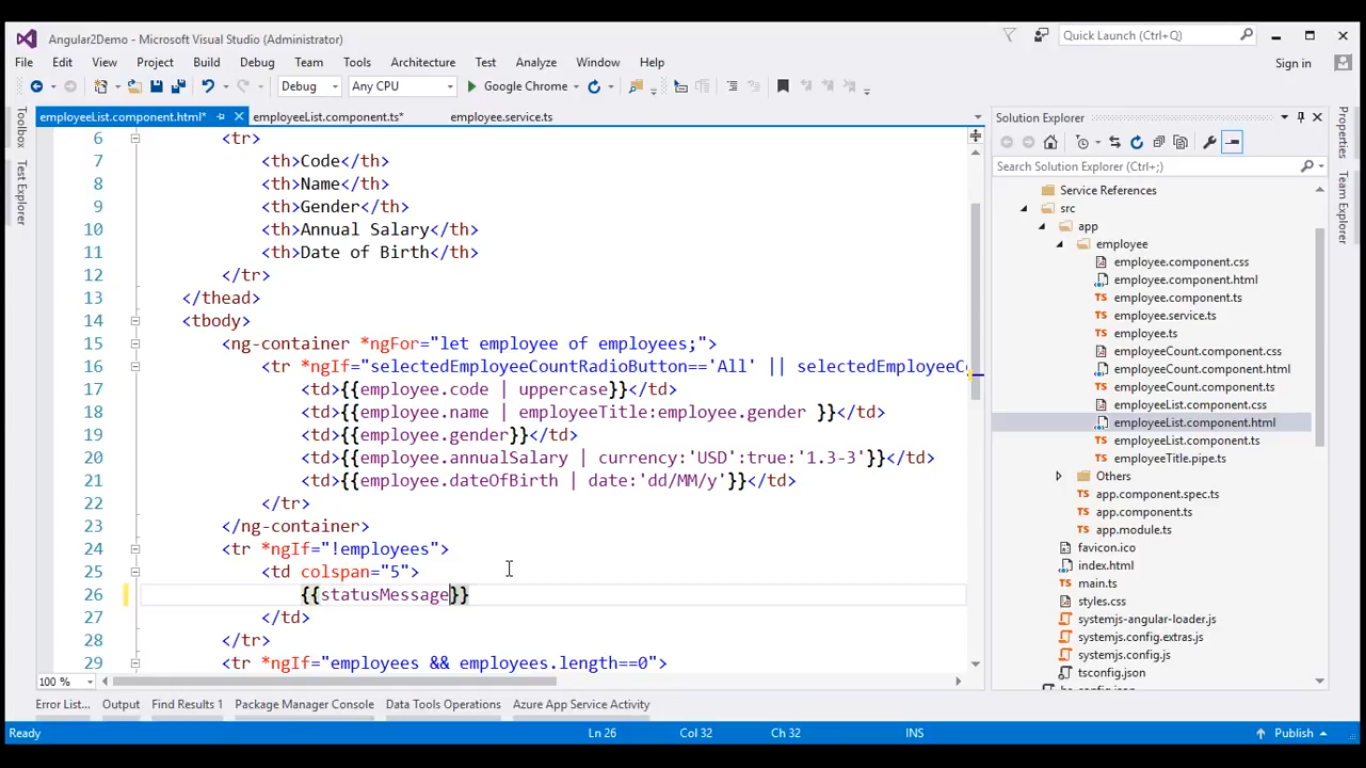 Angular2Demo - Microsoft Visual Studio (Administrator)
Quick Launch (Ctrl+Q)
File Edit View Project Build Debug Team Tools Architecture Test Analyze Window Help
Sign in
Debug Any CPU Google Chrome
employeeList.component.html* employeeList.component.ts* employee.service.ts
Toolbox
Test Explorer
6 <tr>
7 <th>Code</th>
8 <th>Name</th>
9 <th>Gender</th>
10 <th>Annual Salary</th>
11 <th>Date of Birth</th>
12 </tr>
13 </thead>
14 <tbody>
15 <ng-container *ngFor="let employee of employees;">
16 <tr *ngIf="selectedEmployeeCountRadioButton=='All' || selectedEmployeeC
17 <td>{{employee.code | uppercase}}</td>
18 <td>{{employee.name | employeeTitle:employee.gender }}</td>
19 <td>{{employee.gender}}</td>
20 <td>{{employee.annualSalary | currency:'USD':true:'1.3-3'}}</td>
21 <td>{{employee.dateOfBirth | date:'dd/MM/y'}}</td>
22 </tr>
23 </ng-container>
24 <tr *ngIf="!employees">
25 <td colspan="5">
26 {{statusMessage}}
27 </td>
28 </tr>
29 <tr *ngIf="employees && employees.length==0">
100 %
Solution Explorer
Search Solution Explorer (Ctrl+;)
Service References
src
app
employee
employee.component.css
employee.component.html
employee.component.ts
employee.service.ts
employee.ts
employeeCount.component.css
employeeCount.component.html
employeeCount.component.ts
employeeList.component.css
employeeList.component.html
employeeList.component.ts
employeeTitle.pipe.ts
Others
app.component.spec.ts
app.component.ts
app.module.ts
favicon.ico
index.html
main.ts
styles.css
systemjs-angular-loader.js
systemjs.config.extras.js
systemjs.config.js
tsconfig.json
Properties
Team Explorer
Error List... Output Find Results 1 Package Manager Console Data Tools Operations Azure App Service Activity
Ready Ln 26 Col 32 Ch 32 INS Publish